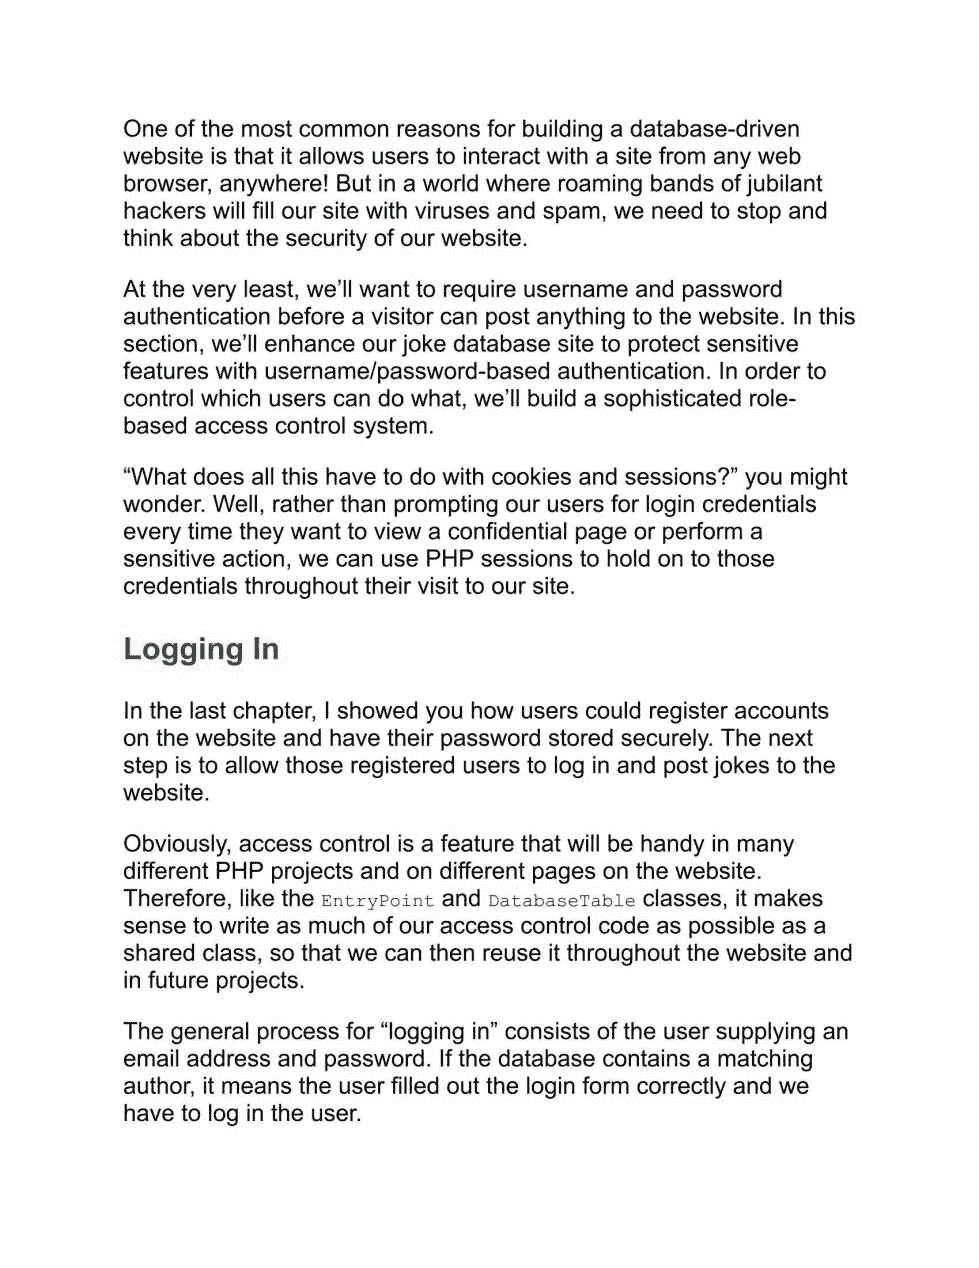 One of the most common reasons for building a database-driven
website is that it allows users to interact with a site from any web
browser, anywhere! But in a world where roaming bands of jubilant
hackers will fill our site with viruses and spam, we need to stop and
think about the security of our website.
At the very least, we’ll want to require username and password
authentication before a visitor can post anything to the website. In this
section, we’ll enhance our joke database site to protect sensitive
features with username/password-based authentication. In order to
control which users can do what, we’ll build a sophisticated role-
based access control system.
“What does all this have to do with cookies and sessions?” you might
wonder. Well, rather than prompting our users for login credentials
every time they want to view a confidential page or perform a
sensitive action, we can use PHP sessions to hold on to those
credentials throughout their visit to our site.
Logging In
In the last chapter, I showed you how users could register accounts
on the website and have their password stored securely. The next
step is to allow those registered users to log in and post jokes to the
website.
Obviously, access control is a feature that will be handy in many
different PHP projects and on different pages on the website.
Therefore, like the EntryPoint and DatabaseTable classes, it makes
sense to write as much of our access control code as possible as a
shared class, so that we can then reuse it throughout the website and
in future projects.
The general process for “logging in” consists of the user supplying an
email address and password. If the database contains a matching
author, it means the user filled out the login form correctly and we
have to log in the user.